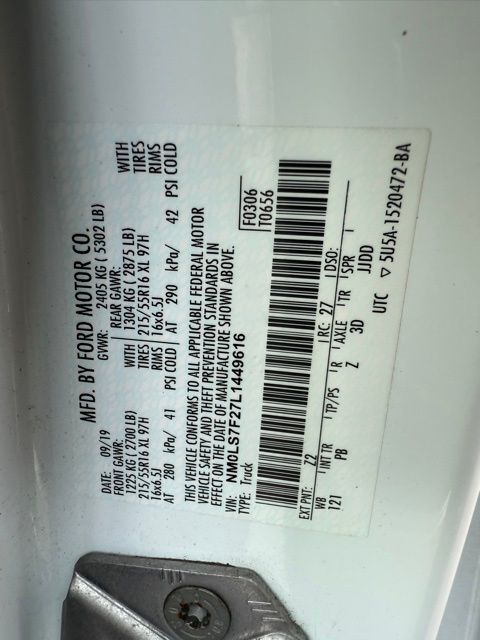 MFD. BY FORD MOTOR CO.
09/19 GVWR: 2405 KG ( 5302 LB)
FRONT GAWR: REAR GAWR:
1225 KG ( 2700 LB) WITH 1304 KG ( 2875 LB) WITH
215/55R16 XL 97H TIRES 215/55R16 XL 97H TIRES
16x6.5J RIMS 16x6.5J RIMS
AT 280 kPa/ 41 PSI COLD AT 290 kPa/ 42 PSI COLD
THIS VEHICLE CONFORMS TO ALL APPLICABLE FEDERAL MOTOR
VEHICLE SAFETY AND THEFT PREVENTION STANDARDS IN
EFFECT ON THE DATE OF MANUFACTURE SHOWN ABOVE.
VIN: NM0LS7F27L1449616
TYPE: Truck
F0306
T0656
EXT PNT: Z2 RC: 27 DSO:
WB INT TR TP/PS R AXLE TR SPR
121 PB Z 3D JJDD
UTC ▽ 5U5A-1520472-BA